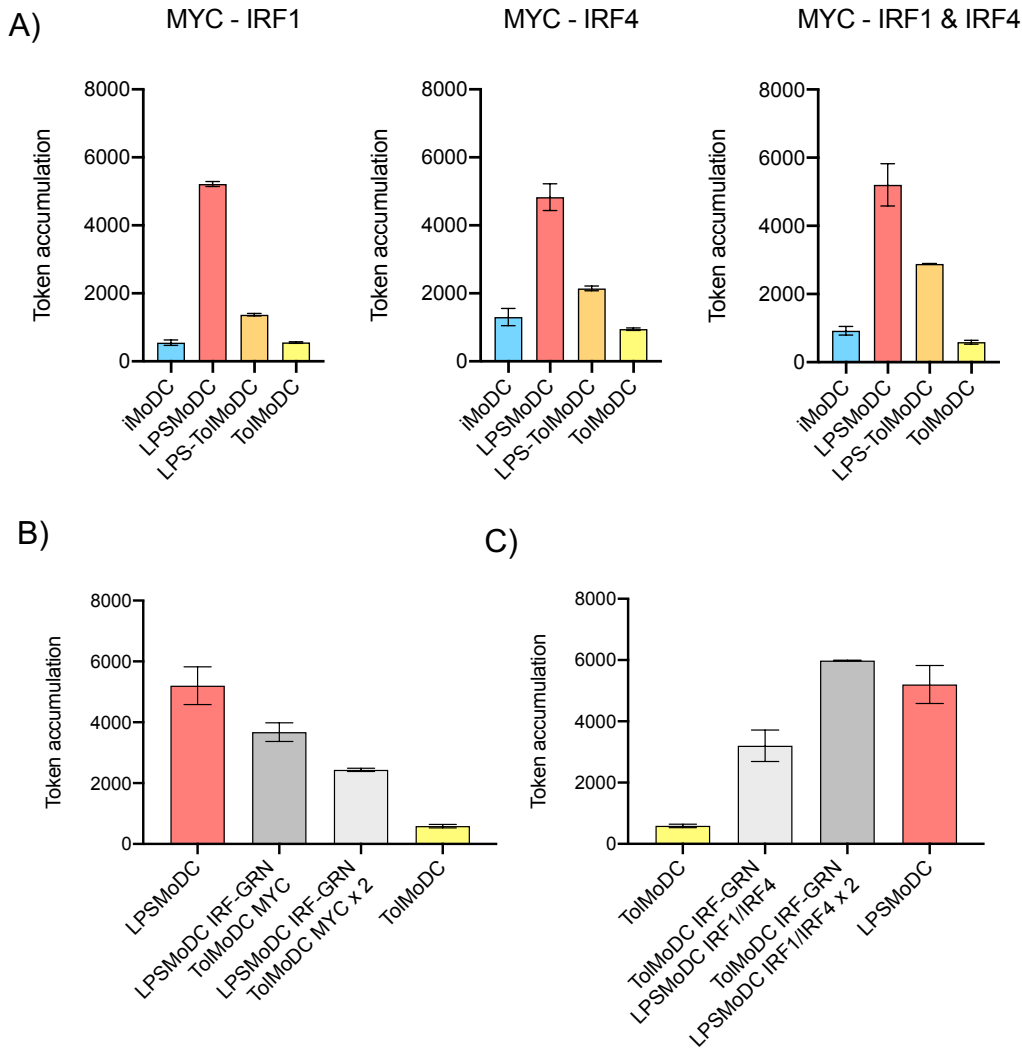 A)
MYC - IRF1
MYC - IRF4
MYC - IRF1 & IRF4
Token accumulation
8000
6000
4000
2000
0
iMoDC
LPSMoDC
LPS-TolMoDC
TolMoDC
Token accumulation
8000
6000
4000
2000
0
iMoDC
LPSMoDC
LPS-TolMoDC
TolMoDC
Token accumulation
8000
6000
4000
2000
0
iMoDC
LPSMoDC
LPS-TolMoDC
TolMoDC
B)
Token accumulation
8000
6000
4000
2000
0
LPSMoDC
LPSMoDC IRF-GRN
TolMoDC MYC
LPSMoDC IRF-GRN
TolMoDC MYC x 2
TolMoDC
C)
Token accumulation
8000
6000
4000
2000
0
TolMoDC
TolMoDC IRF-GRN
LPSMoDC IRF1/IRF4
TolMoDC IRF-GRN
LPSMoDC IRF1/IRF4 x 2
LPSMoDC